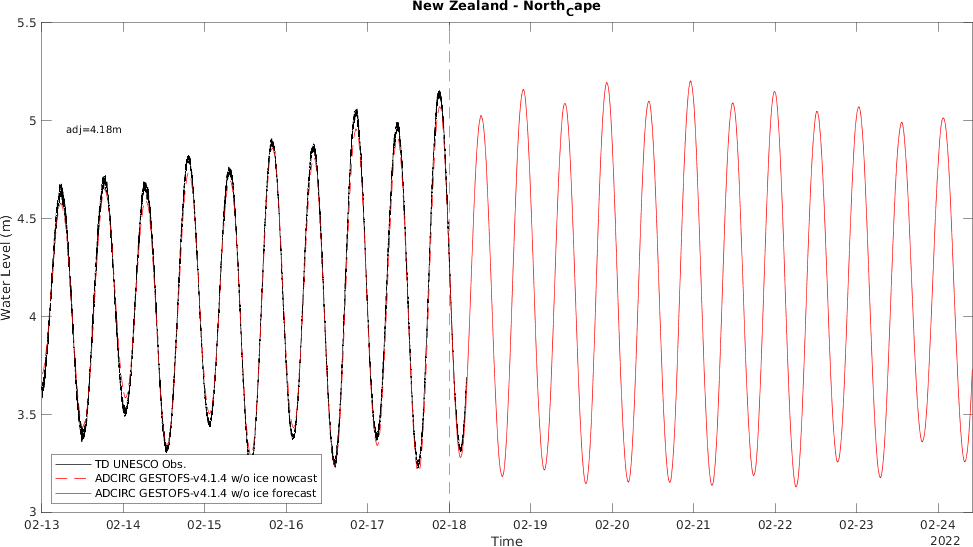 New Zealand - NorthCape
5.5
5
4.5
4
3.5
3
Water Level (m)
adj=4.18m
TD UNESCO Obs.
ADCIRC GESTOFS-v4.1.4 w/o ice nowcast
ADCIRC GESTOFS-v4.1.4 w/o ice forecast
02-13 02-14 02-15 02-16 02-17 02-18 02-19 02-20 02-21 02-22 02-23 02-24
Time
2022